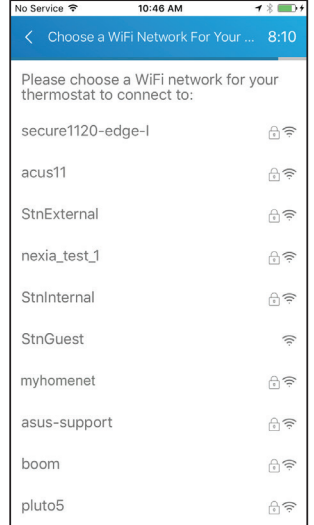 No Service 10:46 AM
< Choose a WiFi Network For Your ... 8:10
Please choose a WiFi network for your
thermostat to connect to:
secure1120-edge-l
acus11
StnExternal
nexia_test_1
StnInternal
StnGuest
myhomenet
asus-support
boom
pluto5